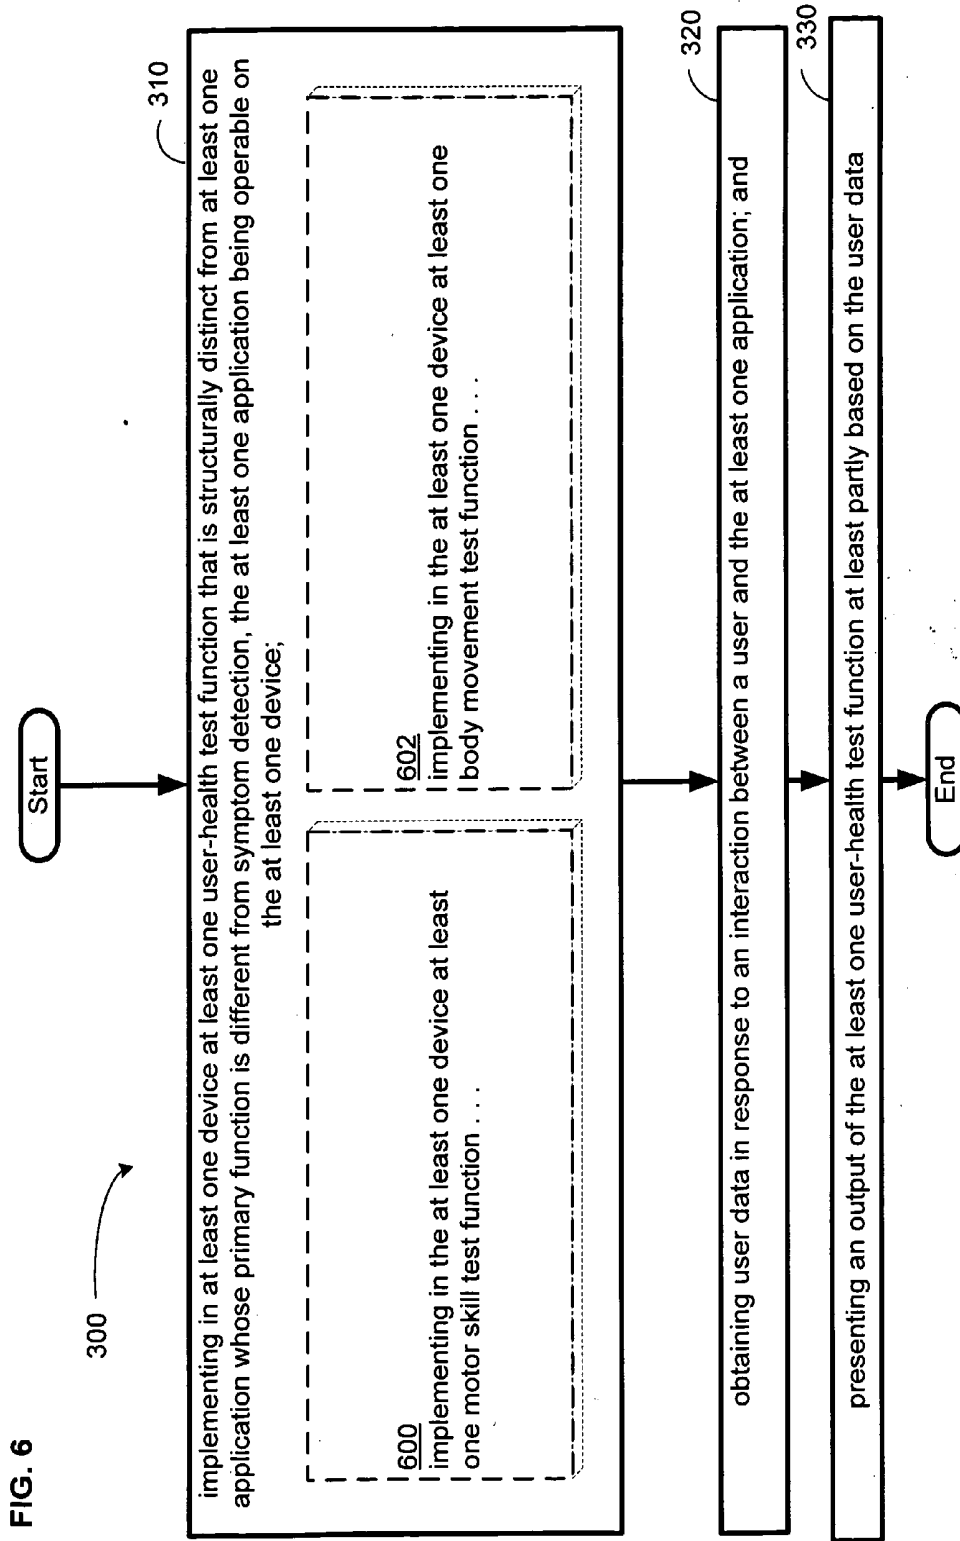 FIG. 6
300
Start
310
implementing in at least one device at least one user-health test function that is structurally distinct from at least one
application whose primary function is different from symptom detection, the at least one application being operable on
the at least one device;
600
implementing in the at least one device at least
one motor skill test function . . .
602
implementing in the at least one device at least one
body movement test function . . .
320
obtaining user data in response to an interaction between a user and the at least one application; and
330
presenting an output of the at least one user-health test function at least partly based on the user data
End